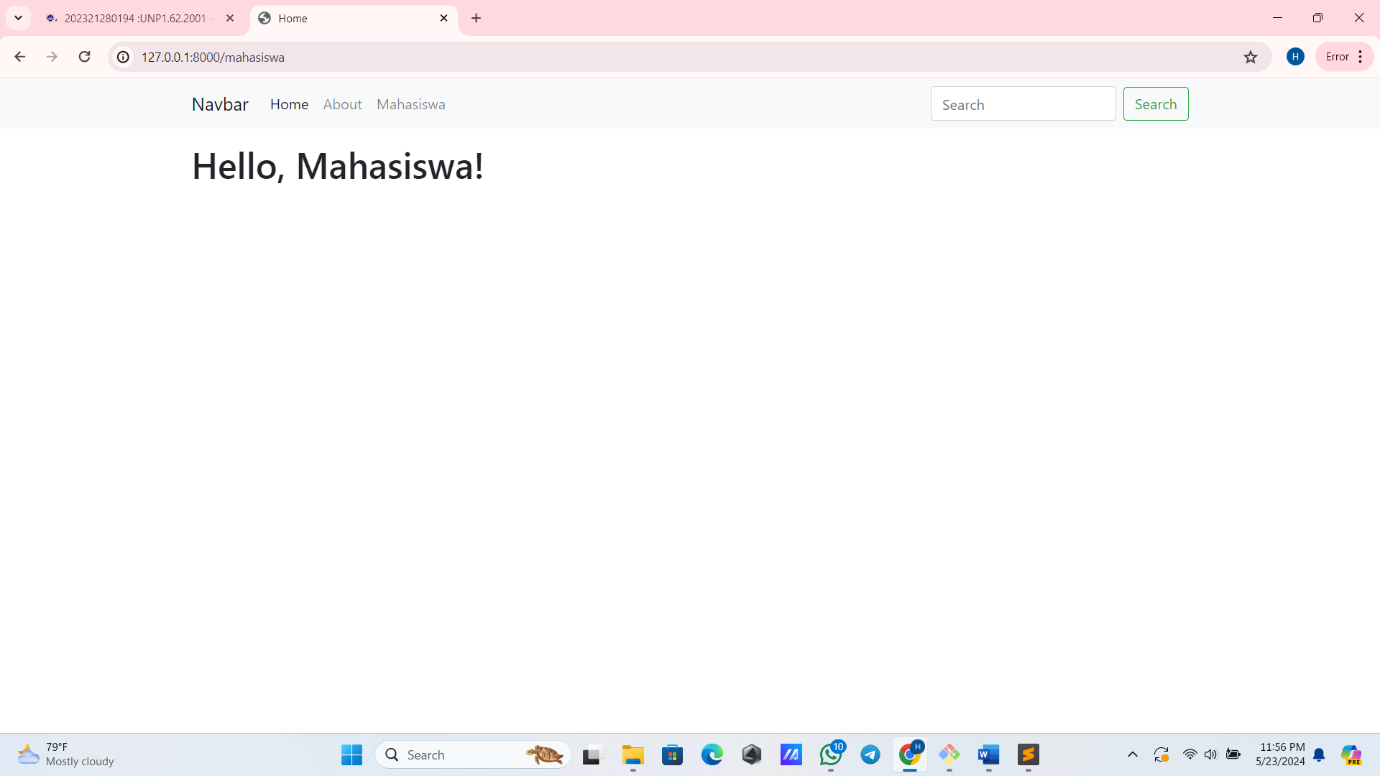 202321280194 :UNP1.62.2001 -
Home
127.0.0.1:8000/mahasiswa
H
Error
Navbar
Home
About
Mahasiswa
Search
Search
Hello, Mahasiswa!
79°F
Mostly cloudy
Search
10
H
W
S
11:56 PM
5/23/2024
PRE